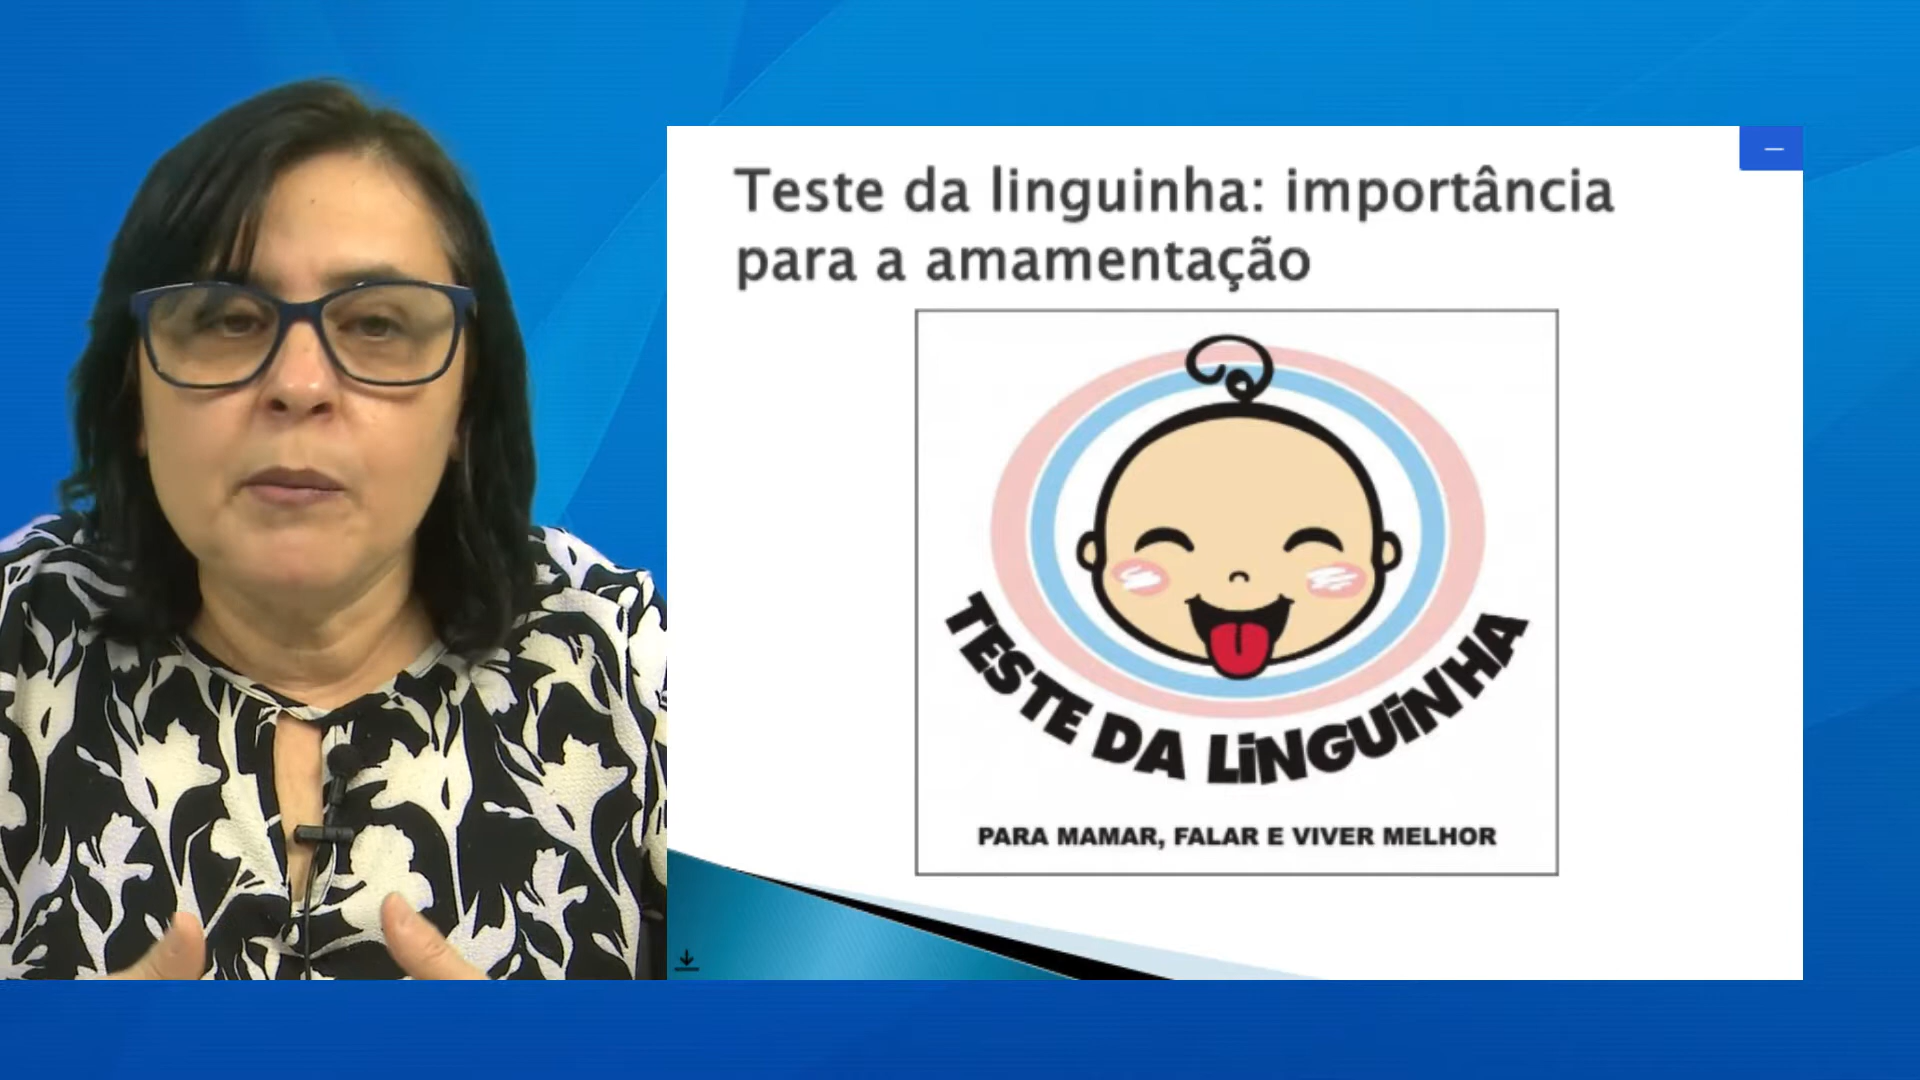 Teste da linguinha: importância
para a amamentação
TESTE DA LiNGUiNHA
PARA MAMAR, FALAR E VIVER MELHOR